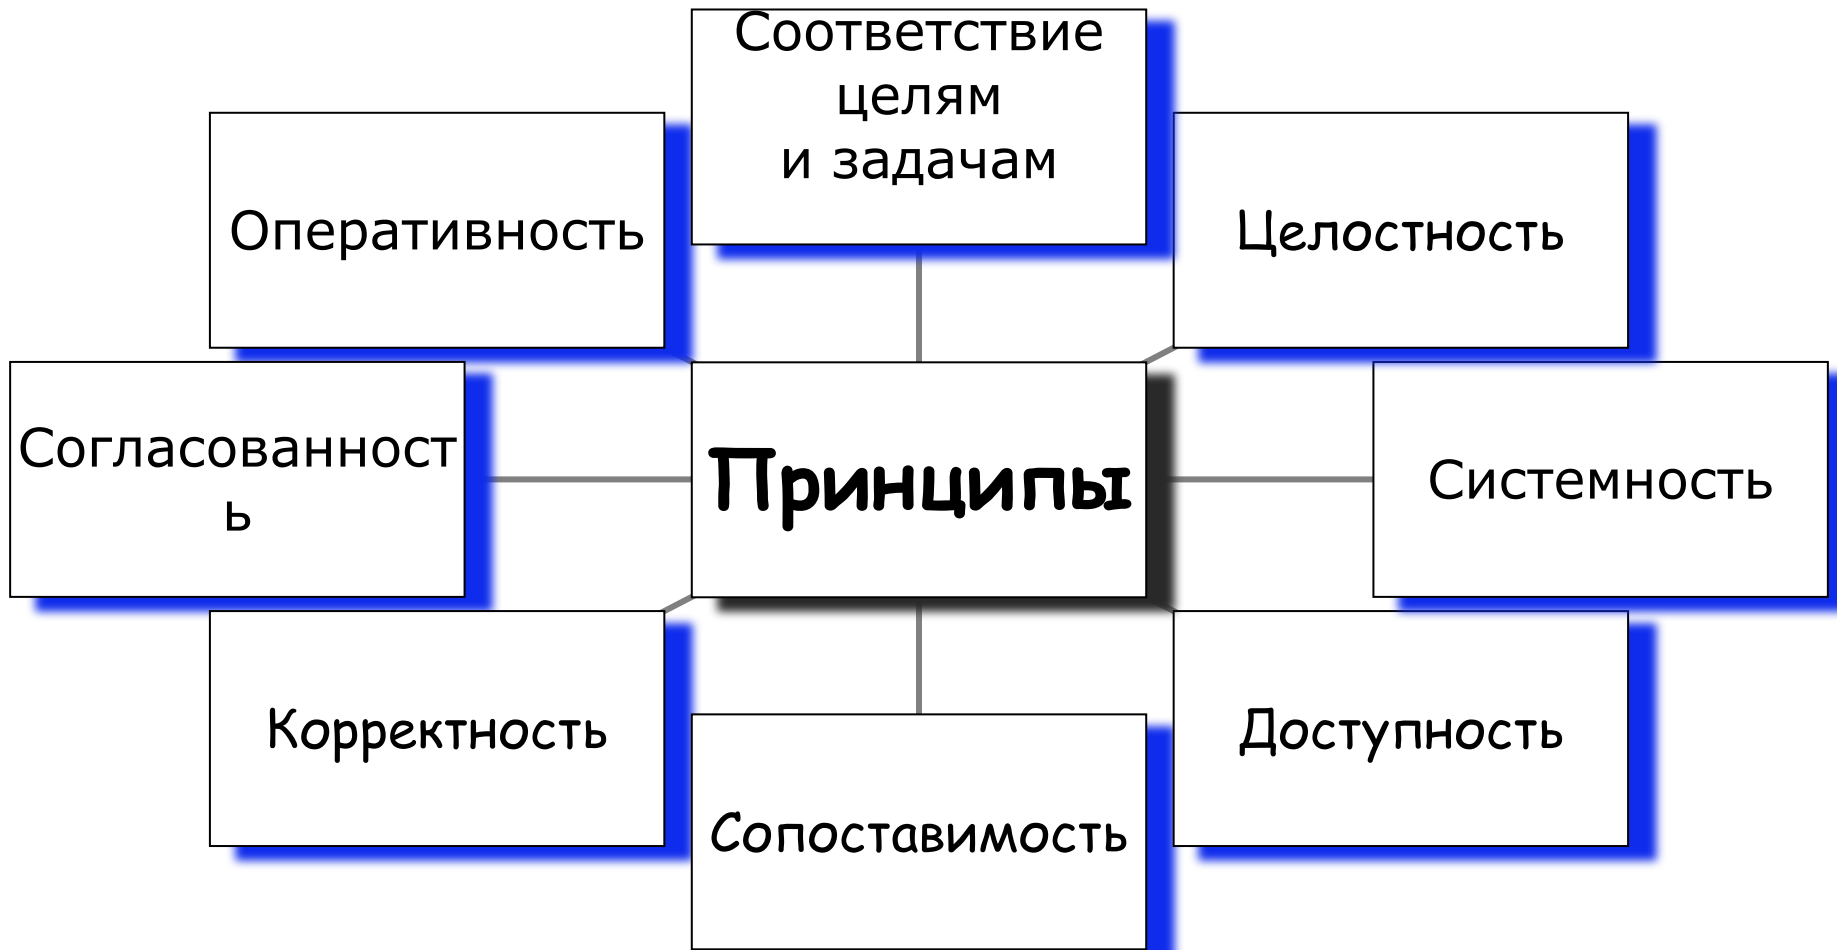 Соответствие
целям
и задачам
Оперативность
Целостность
Согласованност
ь
Принципы
Системность
Корректность
Доступность
Сопоставимость